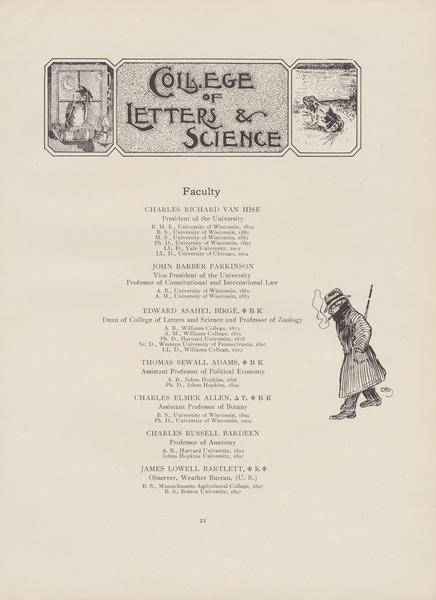 COLLEGE
OF
LETTERS &
SCIENCE
Faculty
CHARLES RICHARD VAN HISE
President of the University
B. M. E., University of Wisconsin, 1879
B. S., University of Wisconsin, 1880
M. S., University of Wisconsin, 1882
Ph. D., University of Wisconsin, 1892
LL. D., Yale University, 1902
LL. D., University of Chicago, 1904
JOHN BARBER PARKINSON
Vice-President of the University
Professor of Constitutional and International Law
A. B., University of Wisconsin, 1860
A. M., University of Wisconsin, 1863
EDWARD ASAHEL BIRGE, Φ B K
Dean of College of Letters and Science and Professor of Zoology
A. B., Williams College, 1873
A. M., Williams College, 1875
Ph. D., Harvard University, 1878
Sc. D., Western University of Pennsylvania, 1897
LL. D., Williams College, 1903
THOMAS SEWALL ADAMS, Φ B K
Assistant Professor of Political Economy
A. B., Johns Hopkins, 1896
Ph. D., Johns Hopkins, 1899
CHARLES ELMER ALLEN, Δ Τ, Φ B K
Assistant Professor of Botany
B. S., University of Wisconsin, 1899
Ph. D., University of Wisconsin, 1904
CHARLES RUSSELL BARDEEN
Professor of Anatomy
A. B., Harvard University, 1893
Johns Hopkins University, 1897
JAMES LOWELL BARTLETT, Φ K Φ
Observer, Weather Bureau, (U. S.)
B. S., Massachusetts Agricultural College, 1897
B. S., Boston University, 1897
21